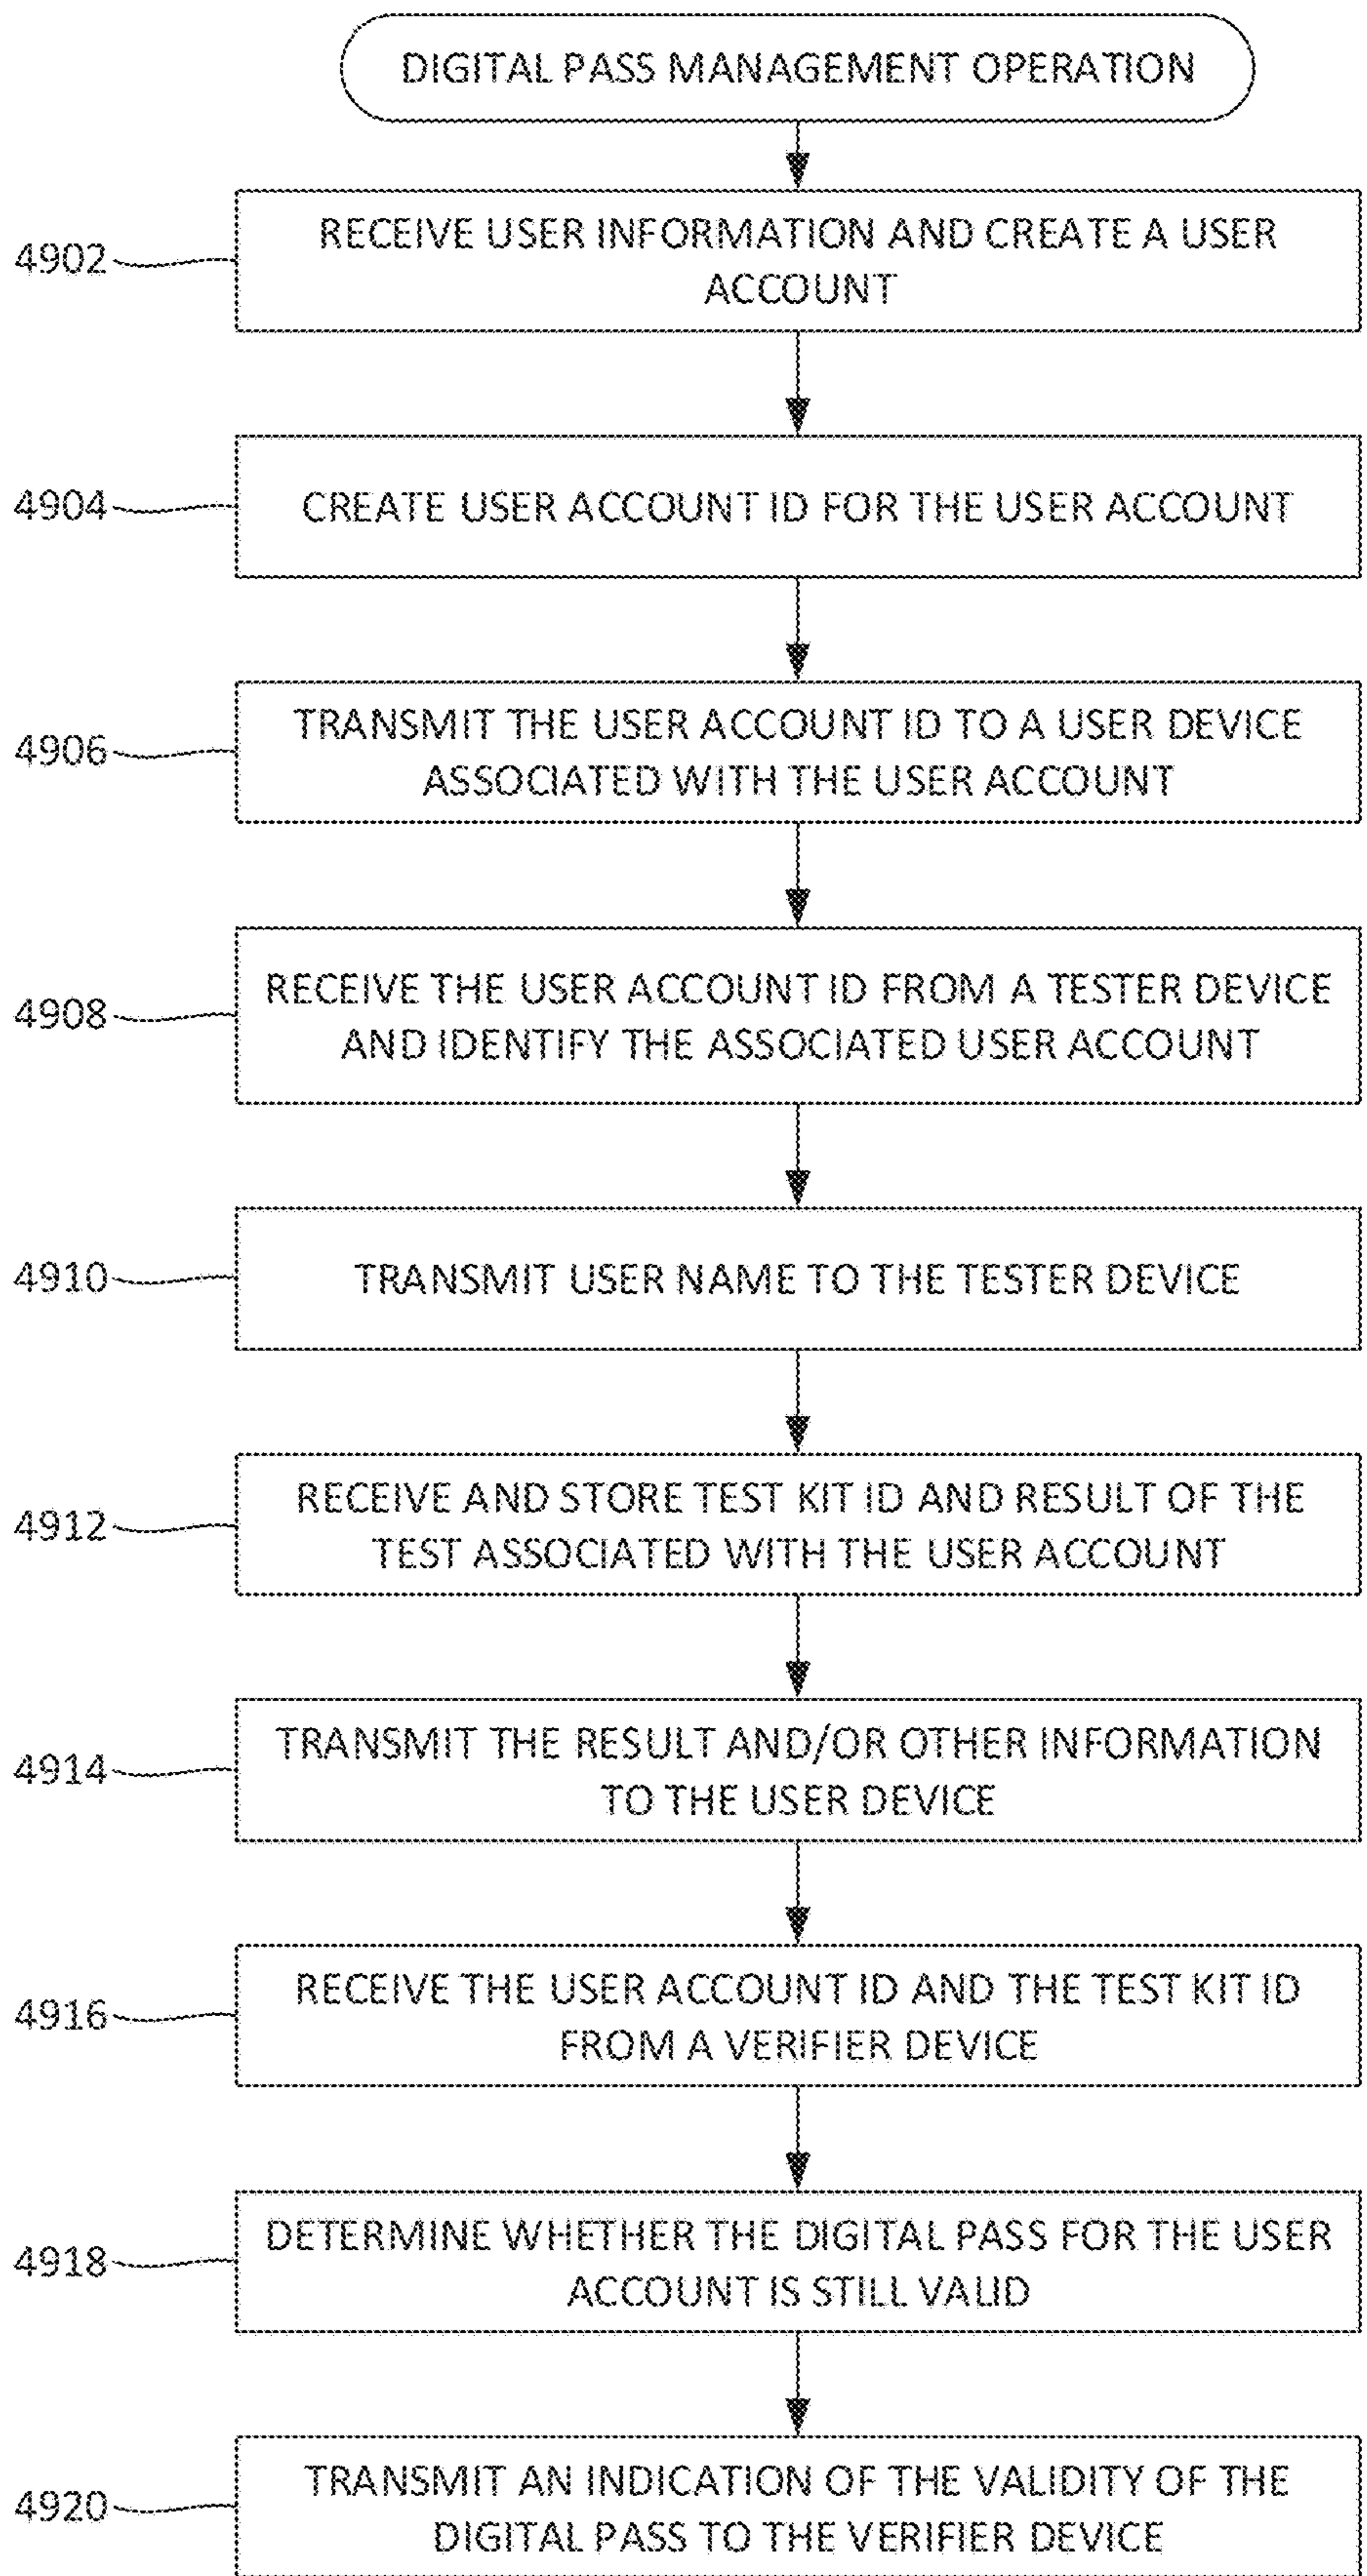 DIGITAL PASS MANAGEMENT OPERATION
4902
RECEIVE USER INFORMATION AND CREATE A USER
ACCOUNT
4904
CREATE USER ACCOUNT ID FOR THE USER ACCOUNT
4906
TRANSMIT THE USER ACCOUNT ID TO A USER DEVICE
ASSOCIATED WITH THE USER ACCOUNT
4908
RECEIVE THE USER ACCOUNT ID FROM A TESTER DEVICE
AND IDENTIFY THE ASSOCIATED USER ACCOUNT
4910
TRANSMIT USER NAME TO THE TESTER DEVICE
4912
RECEIVE AND STORE TEST KIT ID AND RESULT OF THE
TEST ASSOCIATED WITH THE USER ACCOUNT
4914
TRANSMIT THE RESULT AND/OR OTHER INFORMATION
TO THE USER DEVICE
4916
RECEIVE THE USER ACCOUNT ID AND THE TEST KIT ID
FROM A VERIFIER DEVICE
4918
DETERMINE WHETHER THE DIGITAL PASS FOR THE USER
ACCOUNT IS STILL VALID
4920
TRANSMIT AN INDICATION OF THE VALIDITY OF THE
DIGITAL PASS TO THE VERIFIER DEVICE